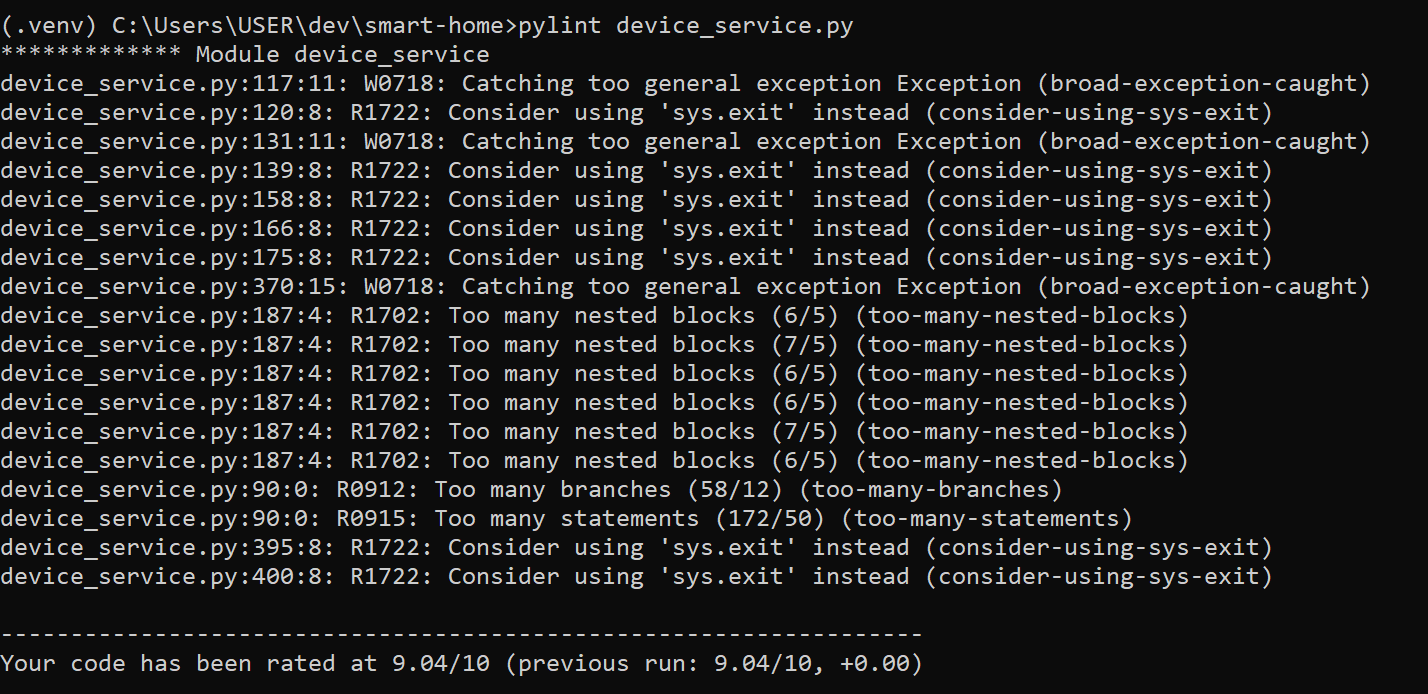 (.venv) C:\Users\USER\dev\smart-home>pylint device_service.py
************* Module device_service
device_service.py:117:11: W0718: Catching too general exception Exception (broad-exception-caught)
device_service.py:120:8: R1722: Consider using 'sys.exit' instead (consider-using-sys-exit)
device_service.py:131:11: W0718: Catching too general exception Exception (broad-exception-caught)
device_service.py:139:8: R1722: Consider using 'sys.exit' instead (consider-using-sys-exit)
device_service.py:158:8: R1722: Consider using 'sys.exit' instead (consider-using-sys-exit)
device_service.py:166:8: R1722: Consider using 'sys.exit' instead (consider-using-sys-exit)
device_service.py:175:8: R1722: Consider using 'sys.exit' instead (consider-using-sys-exit)
device_service.py:370:15: W0718: Catching too general exception Exception (broad-exception-caught)
device_service.py:187:4: R1702: Too many nested blocks (6/5) (too-many-nested-blocks)
device_service.py:187:4: R1702: Too many nested blocks (7/5) (too-many-nested-blocks)
device_service.py:187:4: R1702: Too many nested blocks (6/5) (too-many-nested-blocks)
device_service.py:187:4: R1702: Too many nested blocks (6/5) (too-many-nested-blocks)
device_service.py:187:4: R1702: Too many nested blocks (7/5) (too-many-nested-blocks)
device_service.py:187:4: R1702: Too many nested blocks (6/5) (too-many-nested-blocks)
device_service.py:90:0: R0912: Too many branches (58/12) (too-many-branches)
device_service.py:90:0: R0915: Too many statements (172/50) (too-many-statements)
device_service.py:395:8: R1722: Consider using 'sys.exit' instead (consider-using-sys-exit)
device_service.py:400:8: R1722: Consider using 'sys.exit' instead (consider-using-sys-exit)
------------------------------------------------------------------
Your code has been rated at 9.04/10 (previous run: 9.04/10, +0.00)